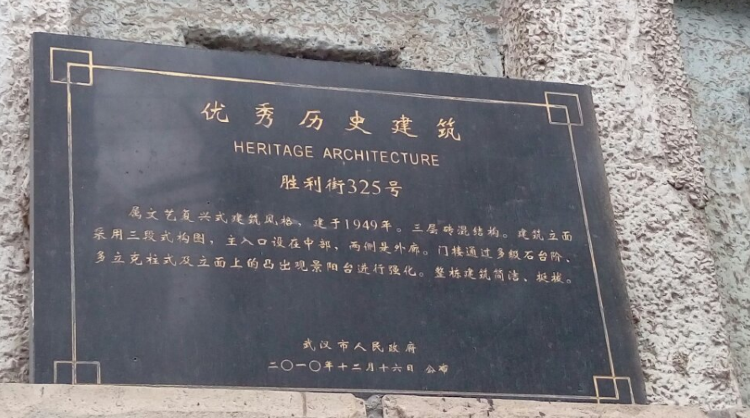 优秀历史建筑
HERITAGE ARCHITECTURE
胜利街325号
属文艺复兴式建筑风格，建于1949年。三层砖混结构。建筑立面
采用三段式构图，主入口设在中部，两侧是外廊。门楼通过多级石台阶、
多立克柱式及立面上的凸出观景阳台进行强化。整栋建筑简洁、挺拔。
武汉市人民政府
二〇一〇年十二月十六日 公布